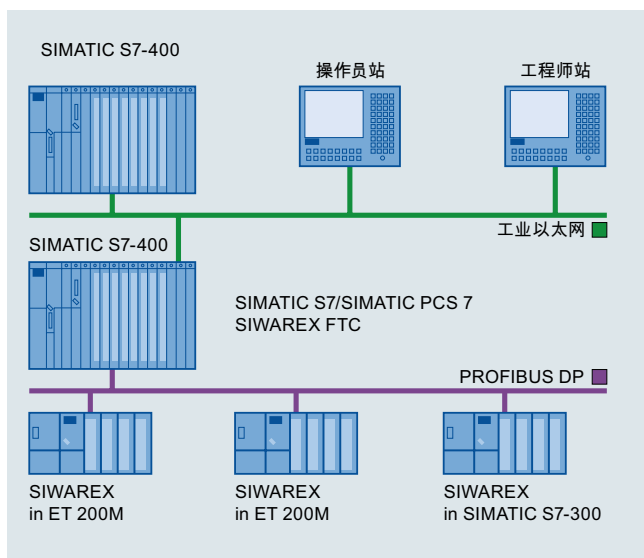 SIMATIC S7-400
操作员站
工程师站
工业以太网
SIMATIC S7-400
SIMATIC S7/SIMATIC PCS 7
SIWAREX FTC
PROFIBUS DP
SIWAREX
in ET 200M
SIWAREX
in ET 200M
SIWAREX
in SIMATIC S7-300